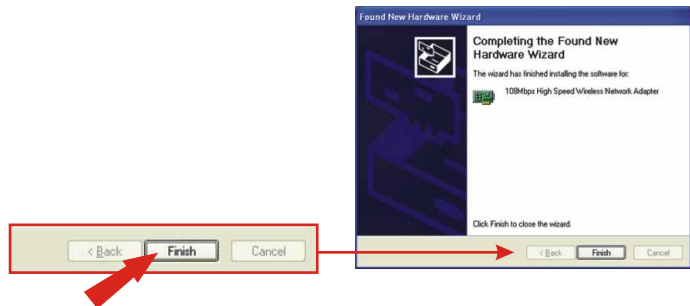 Found New Hardware Wizard
Completing the Found New
Hardware Wizard
The wizard has finished installing the software for:
108Mbps High Speed Wireless Network Adapter
Click Finish to close the wizard.
< Back Finish Cancel
< Back Finish Cancel